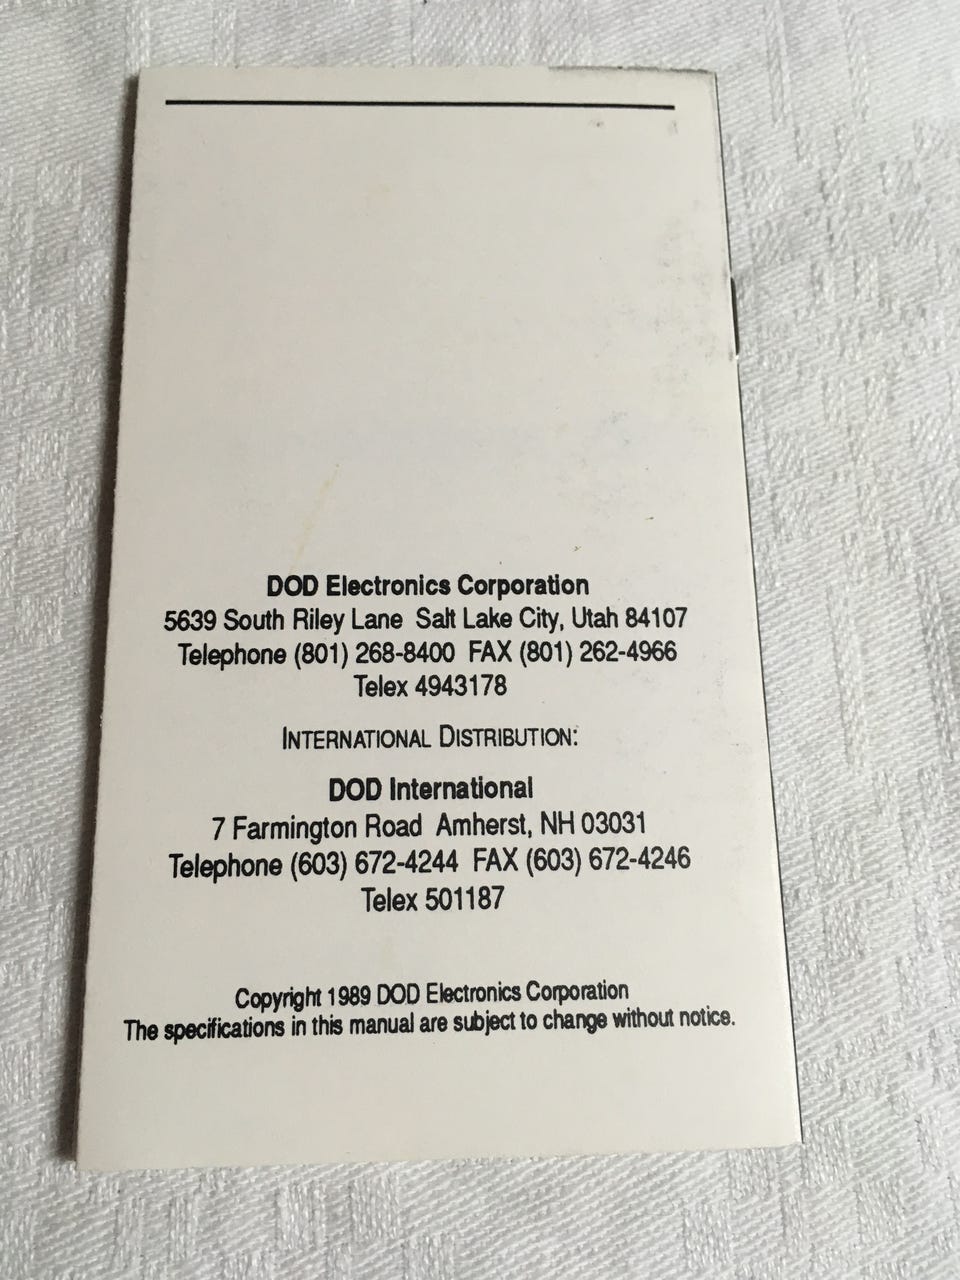 DOD Electronics Corporation
5639 South Riley Lane Salt Lake City, Utah 84107
Telephone (801) 268-8400 FAX (801) 262-4966
Telex 4943178
INTERNATIONAL DISTRIBUTION:
DOD International
7 Farmington Road Amherst, NH 03031
Telephone (603) 672-4244 FAX (603) 672-4246
Telex 501187
Copyright 1989 DOD Electronics Corporation
The specifications in this manual are subject to change without notice.